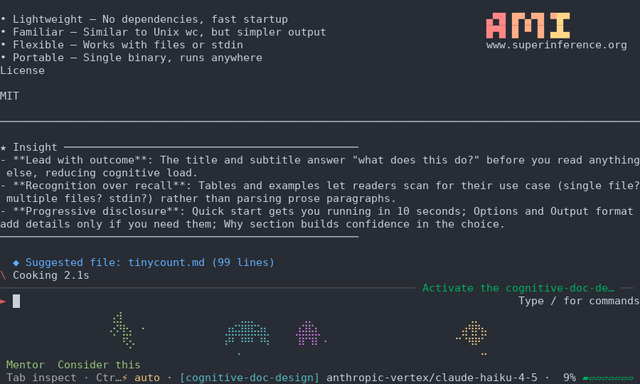 • Lightweight — No dependencies, fast startup
• Familiar — Similar to Unix wc, but simpler output
• Flexible — Works with files or stdin
• Portable — Single binary, runs anywhere
AMI
www.superinference.org
License
MIT
★ Insight
- **Lead with outcome**: The title and subtitle answer "what does this do?" before you read anything
else, reducing cognitive load.
- **Recognition over recall**: Tables and examples let readers scan for their use case (single file?
multiple files? stdin?) rather than parsing prose paragraphs.
- **Progressive disclosure**: Quick start gets you running in 10 seconds; Options and Output format
add details only if you need them; Why section builds confidence in the choice.
◆ Suggested file: tinycount.md (99 lines)
\ Cooking 2.1s
Activate the cognitive-doc-de…
► Type / for commands
Mentor Consider this
Tab inspect · Ctr…⚡ auto · [cognitive-doc-design] anthropic-vertex/claude-haiku-4-5 · 9%